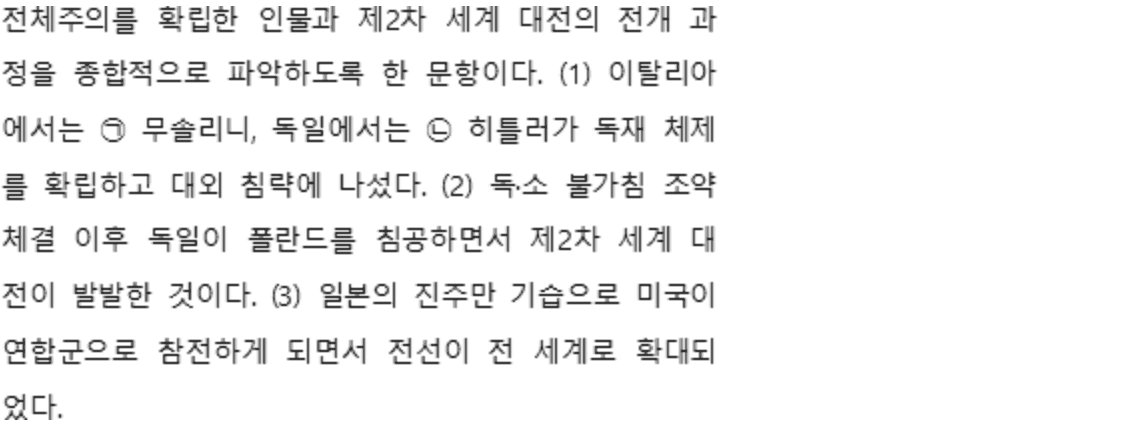 전체주의를 확립한 인물과 제2차 세계 대전의 전개 과
정을 종합적으로 파악하도록 한 문항이다. (1) 이탈리아
에서는 ㉠ 무솔리니, 독일에서는 ㉡ 히틀러가 독재 체제
를 확립하고 대외 침략에 나섰다. (2) 독·소 불가침 조약
체결 이후 독일이 폴란드를 침공하면서 제2차 세계 대
전이 발발한 것이다. (3) 일본의 진주만 기습으로 미국이
연합군으로 참전하게 되면서 전선이 전 세계로 확대되
었다.